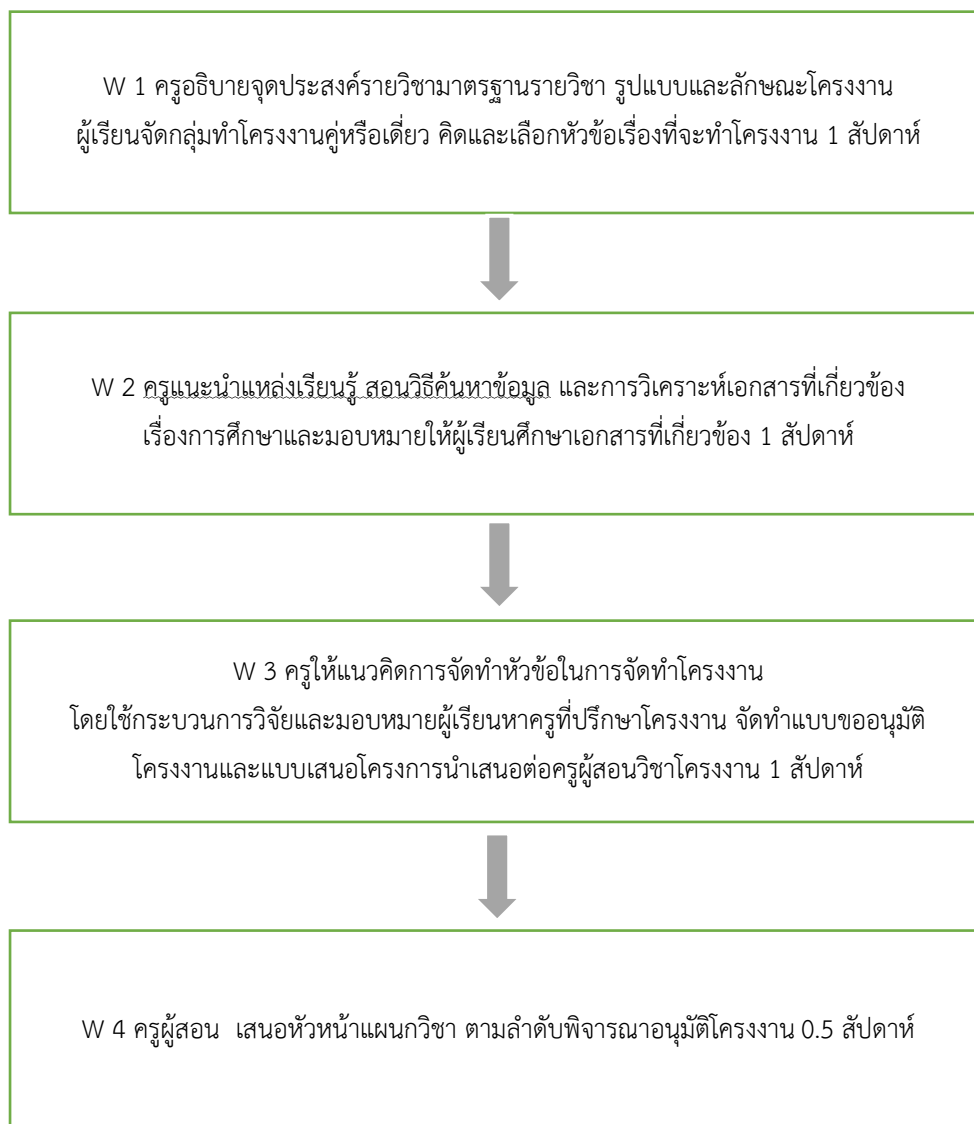 W 1 ครูอธิบายจุดประสงค์รายวิชามาตรฐานรายวิชา รูปแบบและลักษณะโครงงาน
ผู้เรียนจัดกลุ่มทำโครงงานคู่หรือเดี่ยว คิดและเลือกหัวข้อเรื่องที่จะทำโครงงาน 1 สัปดาห์
W 2 ครูแนะนำแหล่งเรียนรู้ สอนวิธีค้นหาข้อมูล และการวิเคราะห์เอกสารที่เกี่ยวข้อง
เรื่องการศึกษาและมอบหมายให้ผู้เรียนศึกษาเอกสารที่เกี่ยวข้อง 1 สัปดาห์
W 3 ครูให้แนวคิดการจัดทำหัวข้อในการจัดทำโครงงาน
โดยใช้กระบวนการวิจัยและมอบหมายผู้เรียนหาครูที่ปรึกษาโครงงาน จัดทำแบบขออนุมัติ
โครงงานและแบบเสนอโครงการนำเสนอต่อครูผู้สอนวิชาโครงงาน 1 สัปดาห์
W 4 ครูผู้สอน เสนอหัวหน้าแผนกวิชา ตามลำดับพิจารณาอนุมัติโครงงาน 0.5 สัปดาห์